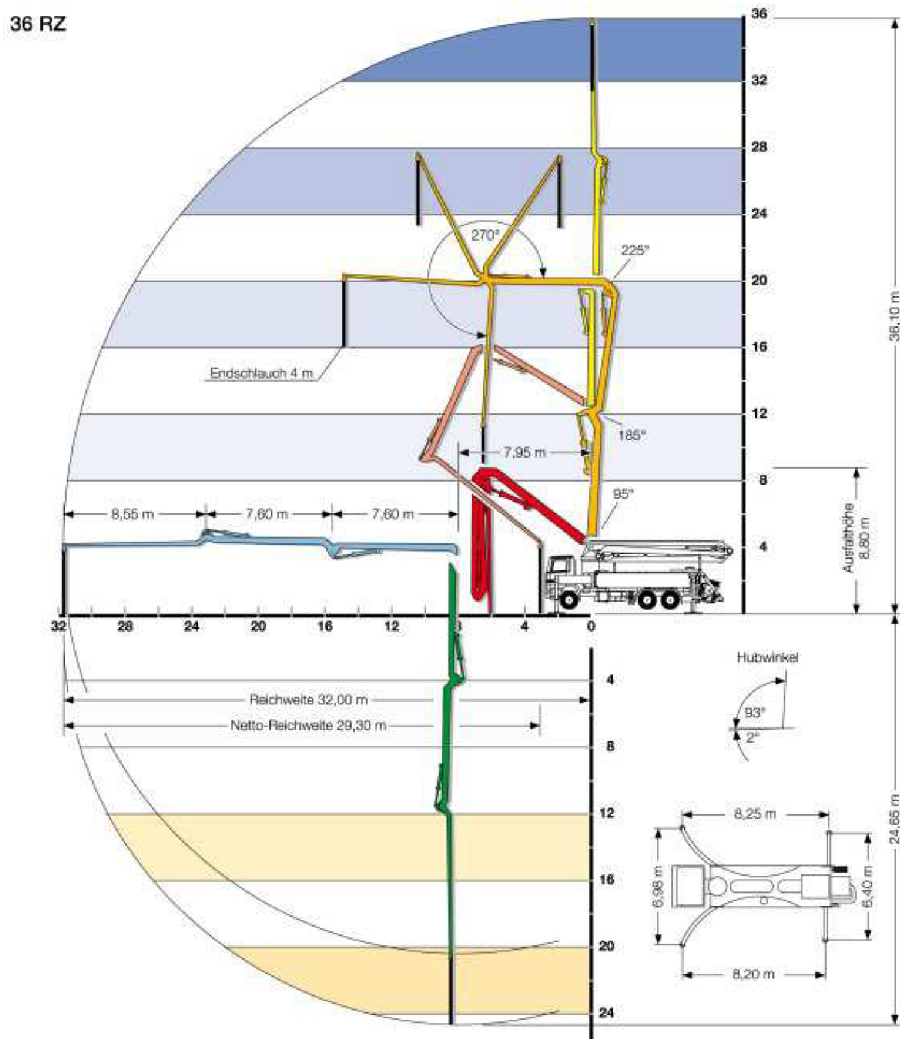 36 RZ
36
32
28
24
270°
225°
20
16
36,10 m
Endschlauch 4 m
12
185°
7,95 m
8
95°
8,55 m
7,60 m
7,60 m
Ausfalthöhe
8,80 m
4
32
28
24
20
16
12
8
4
0
4
Reichweite 32,00 m
Netto-Reichweite 29,30 m
Hubwinkel
93°
2°
8
12
16
20
24
24.65 m
8,25 m
6,98 m
6,40 m
8,20 m